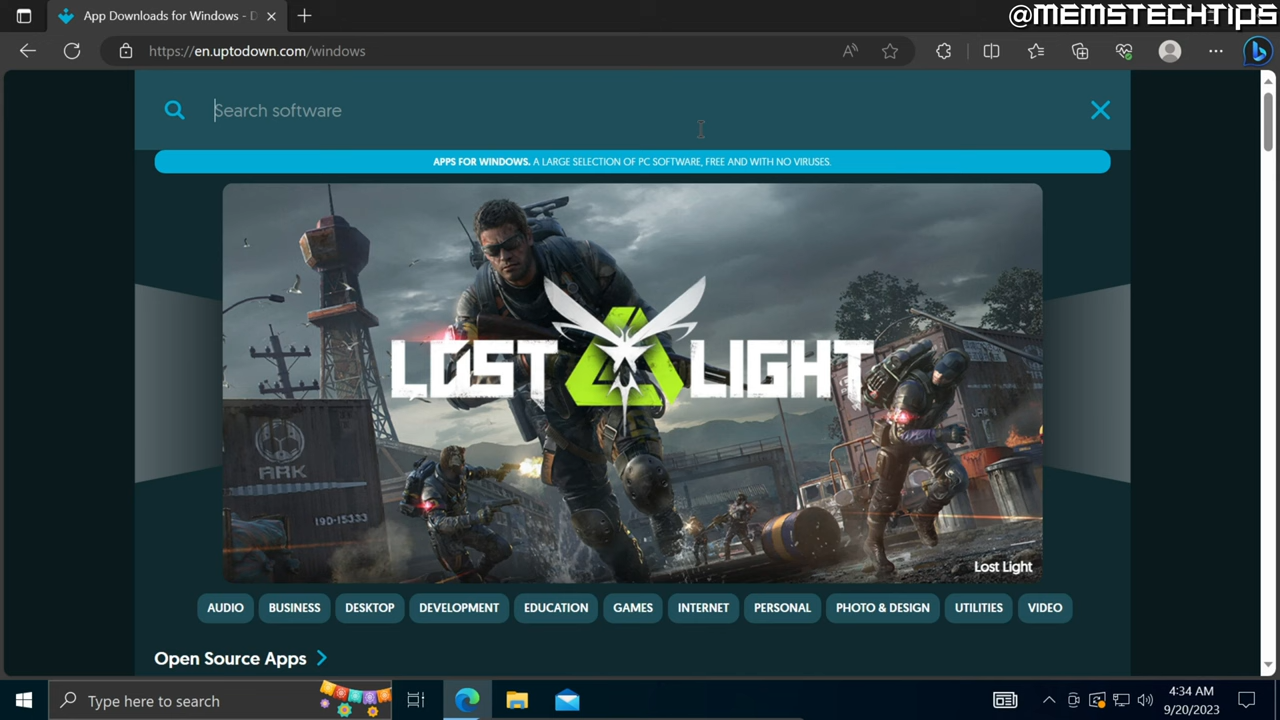 App Downloads for Windows - D
@MEMSTECHTIPS
https://en.uptodown.com/windows
Search software
APPS FOR WINDOWS. A LARGE SELECTION OF PC SOFTWARE, FREE AND WITH NO VIRUSES.
LOST LIGHT
ARK
19D-15333
Lost Light
AUDIO
BUSINESS
DESKTOP
DEVELOPMENT
EDUCATION
GAMES
INTERNET
PERSONAL
PHOTO & DESIGN
UTILITIES
VIDEO
Open Source Apps
Type here to search
4:34 AM
9/20/2023